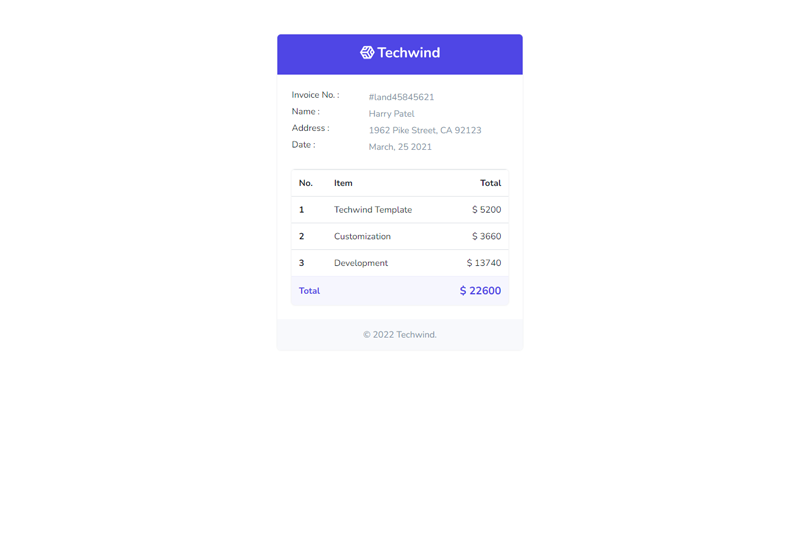 Techwind
Invoice No. : #land45845621
Name : Harry Patel
Address : 1962 Pike Street, CA 92123
Date : March, 25 2021
No. Item Total
1 Techwind Template $ 5200
2 Customization $ 3660
3 Development $ 13740
Total $ 22600
© 2022 Techwind.